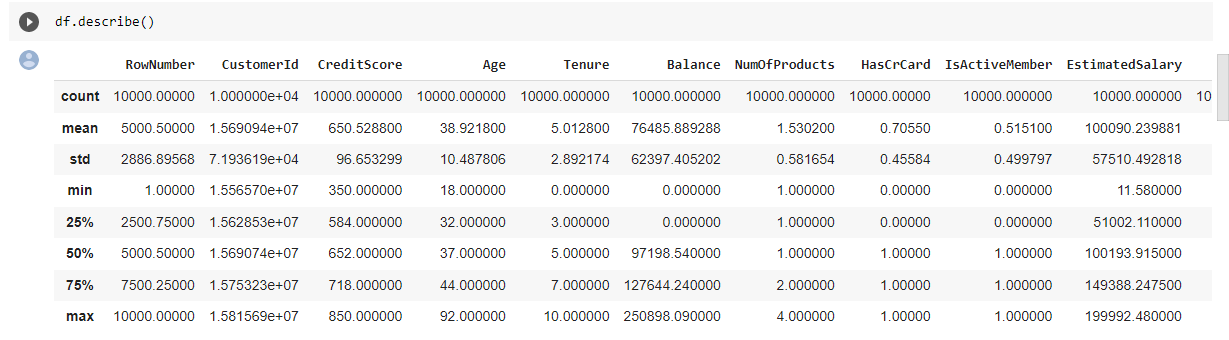 df.describe()
RowNumber CustomerId CreditScore Age Tenure Balance NumOfProducts HasCrCard IsActiveMember EstimatedSalary
count 10000.00000 1.000000e+04 10000.000000 10000.000000 10000.000000 10000.000000 10000.000000 10000.00000 10000.000000 10000.000000 10
mean 5000.50000 1.569094e+07 650.528800 38.921800 5.012800 76485.889288 1.530200 0.70550 0.515100 100090.239881
std 2886.89568 7.193619e+04 96.653299 10.487806 2.892174 62397.405202 0.581654 0.45584 0.499797 57510.492818
min 1.00000 1.556570e+07 350.000000 18.000000 0.000000 0.000000 1.000000 0.00000 0.000000 11.580000
25% 2500.75000 1.562853e+07 584.000000 32.000000 3.000000 0.000000 1.000000 0.00000 0.000000 51002.110000
50% 5000.50000 1.569074e+07 652.000000 37.000000 5.000000 97198.540000 1.000000 1.00000 1.000000 100193.915000
75% 7500.25000 1.575323e+07 718.000000 44.000000 7.000000 127644.240000 2.000000 1.00000 1.000000 149388.247500
max 10000.00000 1.581569e+07 850.000000 92.000000 10.000000 250898.090000 4.000000 1.00000 1.000000 199992.480000